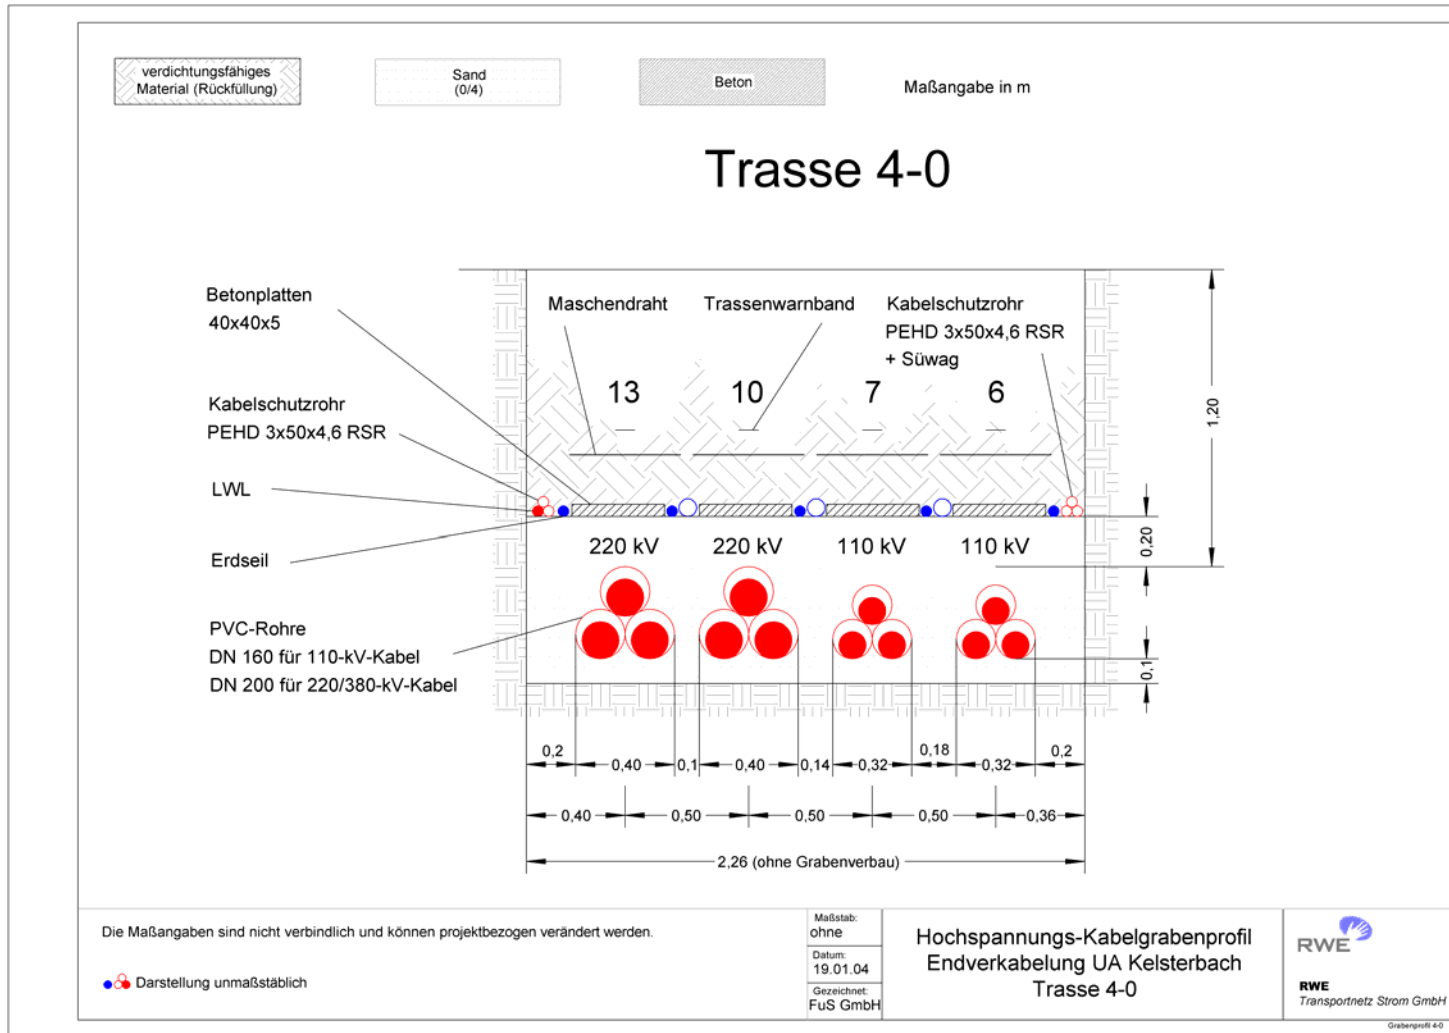 verdichtungsfähiges
Material (Rückfüllung)
Sand
(0/4)
Beton
Maßangabe in m
Trasse 4-0
Betonplatten
40x40x5
Maschendraht
Trassenwarnband
Kabelschutzrohr
PEHD 3x50x4,6 RSR
+ Süwag
13
10
7
6
1,20
Kabelschutzrohr
PEHD 3x50x4,6 RSR
LWL
Erdseil
220 kV
220 kV
110 kV
110 kV
0,20
PVC-Rohre
DN 160 für 110-kV-Kabel
DN 200 für 220/380-kV-Kabel
0,1
0,2
0,40
0,1
0,40
0,14
0,32
0,18
0,32
0,2
0,40
0,50
0,50
0,50
0,36
2,26 (ohne Grabenverbau)
Die Maßangaben sind nicht verbindlich und können projektbezogen verändert werden.
Darstellung unmaßstäblich
Maßstab:
ohne
Datum:
19.01.04
Gezeichnet:
FuS GmbH
Hochspannungs-Kabelgrabenprofil
Endverkabelung UA Kelsterbach
Trasse 4-0
RWE
RWE
Transportnetz Strom GmbH
Grabenprofil 4-0